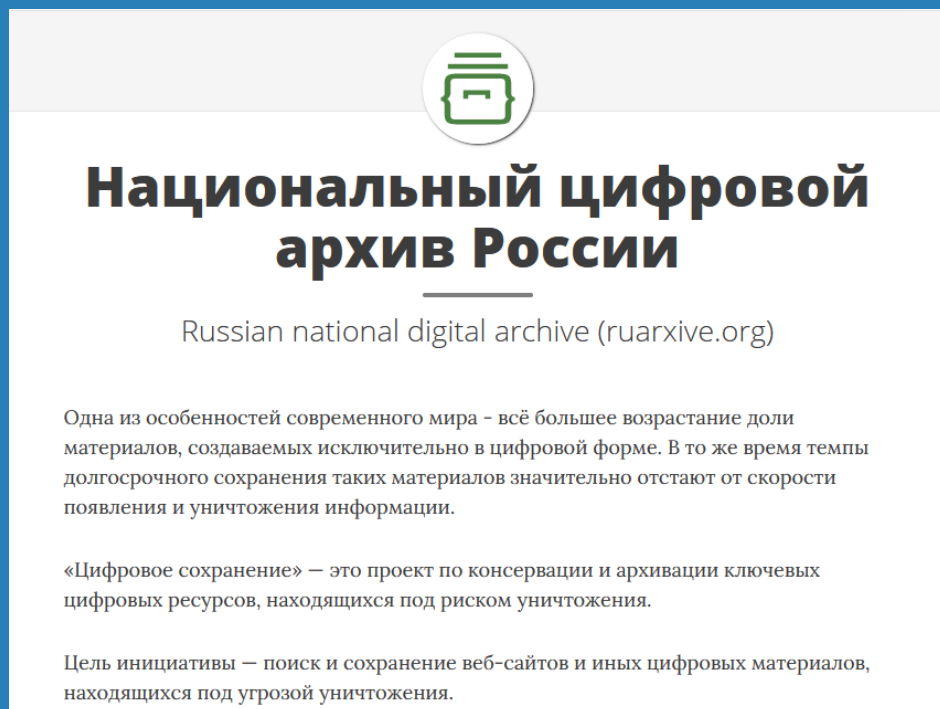 Национальный цифровой
архив России
Russian national digital archive (ruarxive.org)
Одна из особенностей современного мира - всё большее возрастание доли
материалов, создаваемых исключительно в цифровой форме. В то же время темпы
долгосрочного сохранения таких материалов значительно отстают от скорости
появления и уничтожения информации.
«Цифровое сохранение» — это проект по консервации и архивации ключевых
цифровых ресурсов, находящихся под риском уничтожения.
Цель инициативы — поиск и сохранение веб-сайтов и иных цифровых материалов,
находящихся под угрозой уничтожения.